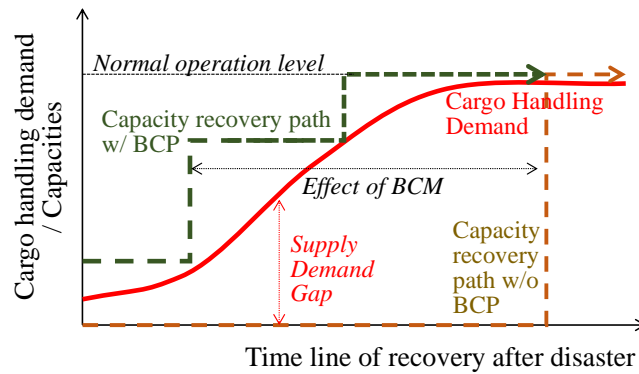 Cargo handling demand
/ Capacities
Normal operation level
Capacity recovery path
w/ BCP
Cargo Handling
Demand
Effect of BCM
Supply
Demand
Gap
Capacity
recovery
path w/o
BCP
Time line of recovery after disaster